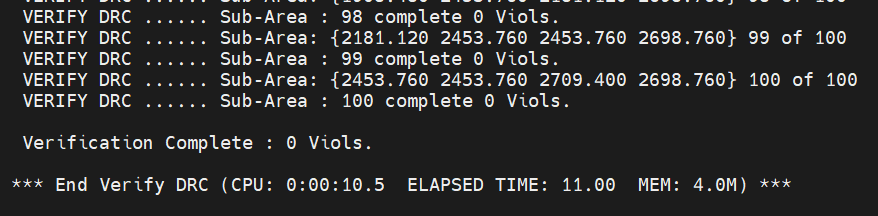 VERIFY DRC ...... Sub-Area : 98 complete 0 Viols.
VERIFY DRC ...... Sub-Area: {2181.120 2453.760 2453.760 2698.760} 99 of 100
VERIFY DRC ...... Sub-Area : 99 complete 0 Viols.
VERIFY DRC ...... Sub-Area: {2453.760 2453.760 2709.400 2698.760} 100 of 100
VERIFY DRC ...... Sub-Area : 100 complete 0 Viols.
Verification Complete : 0 Viols.
*** End Verify DRC (CPU: 0:00:10.5  ELAPSED TIME: 11.00  MEM: 4.0M) ***